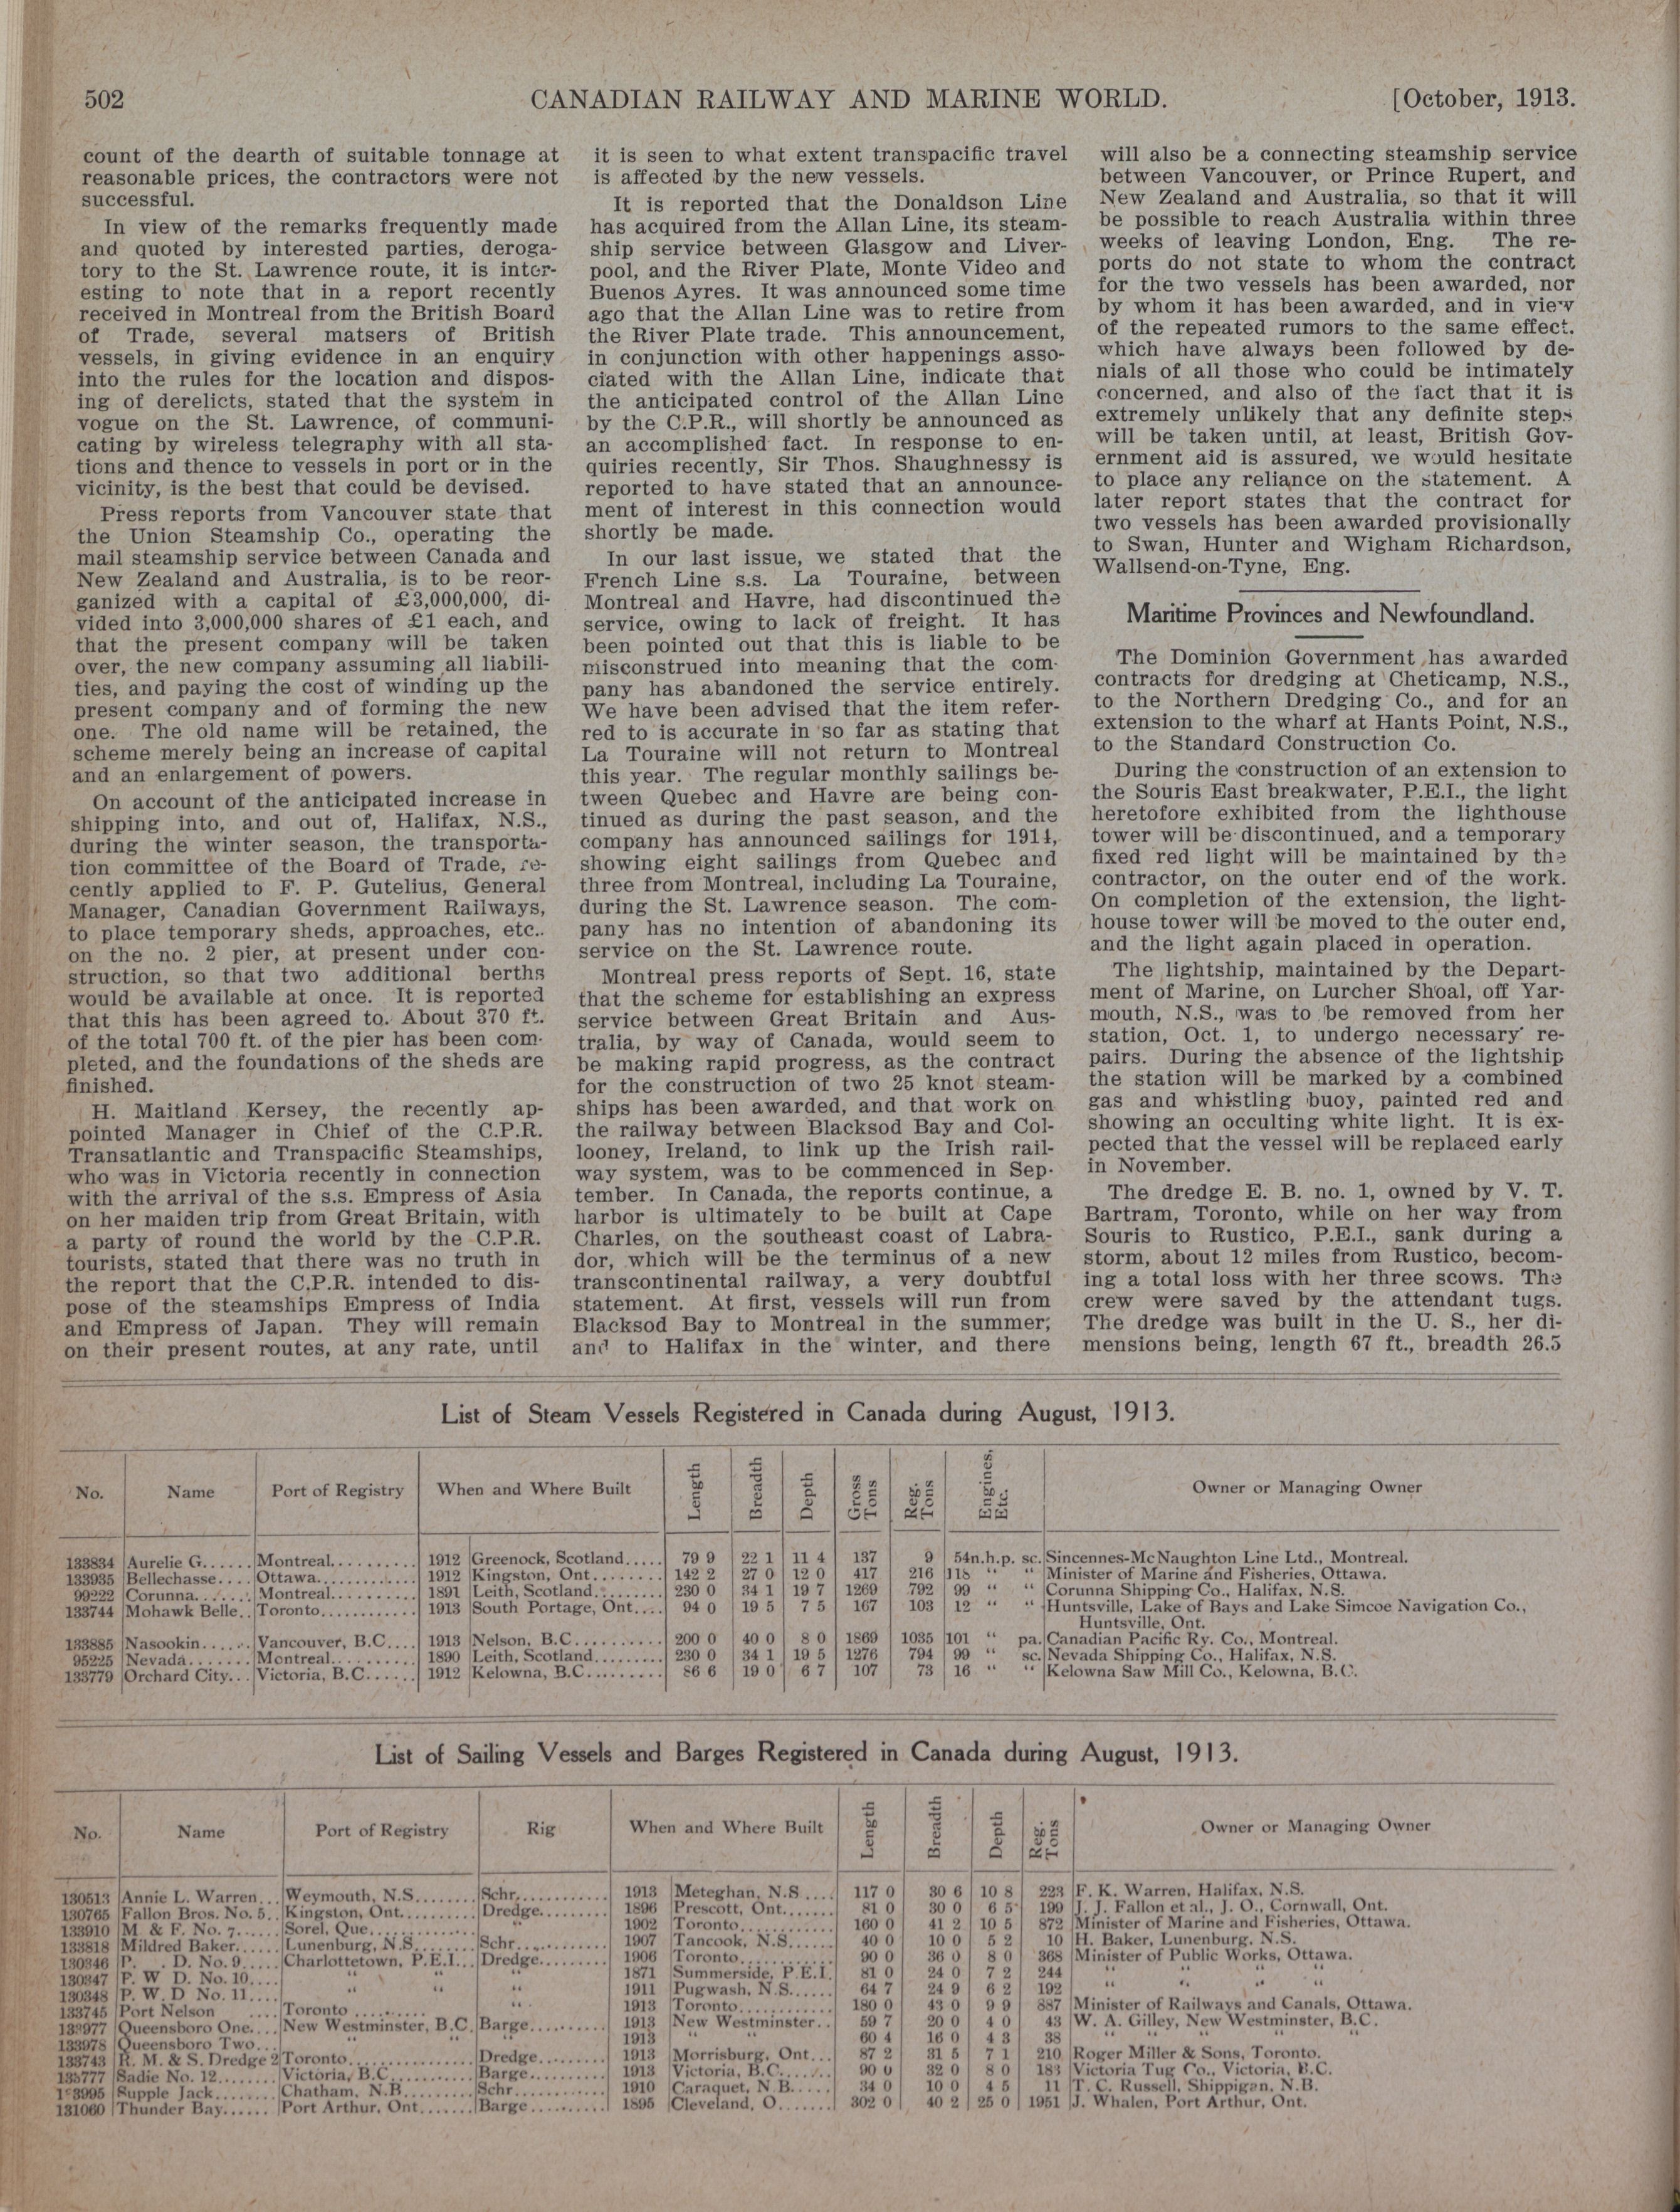 502
CANADIAN RAILWAY AND MARINE WORLD.
[October, 1913.
count of the dearth of suitable tonnage at
reasonable prices, the contractors were not
successful.
In view of the remarks frequently made
and quoted by interested parties, deroga-
tory to the St. Lawrence route, it is inter-
esting to note that in a report recently
received in Montreal from the British Board
of Trade, several matsers of British
vessels, in giving evidence in an enquiry
into the rules for the location and dispos-
ing of derelicts, stated that the system in
vogue on the St. Lawrence, of communi-
cating by wireless telegraphy with all sta-
tions and thence to vessels in port or in the
vicinity, is the best that could be devised.
Press reports from Vancouver state that
the Union Steamship Co., operating the
mail steamship service between Canada and
New Zealand and Australia, is to be reor-
ganized with a capital of £3,000,000, di-
vided into 3,000,000 shares of £1 each, and
that the present company will be taken
over, the new company assuming all liabili-
ties, and paying the cost of winding up the
present company and of forming the new
one. The old name will be retained, the
scheme merely being an increase of capital
and an enlargement of powers.
On account of the anticipated increase in
shipping into, and out of, Halifax, N.S.,
during the winter season, the transporta-
tion committee of the Board of Trade, re-
cently applied to F. P. Gutelius, General
Manager, Canadian Government Railways,
to place temporary sheds, approaches, etc..
on the no. 2 pier, at present under con-
struction, so that two additional berths
would be available at once. It is reported
that this has been agreed to. About 370 ft.
of the total 700 ft. of the pier has been com-
pleted, and the foundations of the sheds are
finished.
H. Maitland Kersey, the recently ap-
pointed Manager in Chief of the C.P.R.
Transatlantic and Transpacific Steamships,
who was in Victoria recently in connection
with the arrival of the s.s. Empress of Asia
on her maiden trip from Great Britain, with
a party of round the world by the C.P.R.
tourists, stated that there was no truth in
the report that the C.P.R. intended to dis-
pose of the steamships Empress of India
and Empress of Japan. They will remain
on their present routes, at any rate, until
it is seen to what extent transpacific travel
is affected by the new vessels.
It is reported that the Donaldson Line
has acquired from the Allan Line, its steam-
ship service between Glasgow and Liver-
pool, and the River Plate, Monte Video and
Buenos Ayres. It was announced some time
ago that the Allan Line was to retire from
the River Plate trade. This announcement,
in conjunction with other happenings asso-
ciated with the Allan Line, indicate that
the anticipated control of the Allan Line
by the C.P.R., will shortly be announced as
an accomplished fact. In response to en-
quiries recently, Sir Thos. Shaughnessy is
reported to have stated that an announce-
ment of interest in this connection would
shortly be made.
In our last issue, we stated that the
French Line s.s. La Touraine, between
Montreal and Havre, had discontinued the
service, owing to lack of freight. It has
been pointed out that this is liable to be
misconstrued into meaning that the com-
pany has abandoned the service entirely.
We have been advised that the item refer-
red to is accurate in so far as stating that
La Touraine will not return to Montreal
this year. The regular monthly sailings be-
tween Quebec and Havre are being con-
tinued as during the past season, and the
company has announced sailings for 1914,
showing eight sailings from Quebec and
three from Montreal, including La Touraine,
during the St. Lawrence season. The com-
pany has no intention of abandoning its
service on the St. Lawrence route.
Montreal press reports of Sept. 16, state
that the scheme for establishing an express
service between Great Britain and Aus-
tralia, by way of Canada, would seem to
be making rapid progress, as the contract
for the construction of two 25 knot steam-
ships has been awarded, and that work on
the railway between Blacksod Bay and Col-
looney, Ireland, to link up the Irish rail-
way system, was to be commenced in Sep-
tember. In Canada, the reports continue, a
harbor is ultimately to be built at Cape
Charles, on the southeast coast of Labra-
dor, which will be the terminus of a new
transcontinental railway, a very doubtful
statement. At first, vessels will run from
Blacksod Bay to Montreal in the summer,
and to Halifax in the winter, and there
will also be a connecting steamship service
between Vancouver, or Prince Rupert, and
New Zealand and Australia, so that it will
be possible to reach Australia within three
weeks of leaving London, Eng. The re-
ports do not state to whom the contract
for the two vessels has been awarded, nor
by whom it has been awarded, and in view
of the repeated rumors to the same effect.
which have always been followed by de-
nials of all those who could be intimately
concerned, and also of the fact that it is
extremely unlikely that any definite steps
will be taken until, at least, British Gov-
ernment aid is assured, we would hesitate
to place any reliance on the statement. A
later report states that the contract for
two vessels has been awarded provisionally
to Swan, Hunter and Wigham Richardson,
Wallsend-on-Tyne, Eng.
Maritime Provinces and Newfoundland.
The Dominion Government has awarded
contracts for dredging at Cheticamp, N.S.,
to the Northern Dredging Co., and for an
extension to the wharf at Hants Point, N.S.,
to the Standard Construction Co.
During the construction of an extension to
the Souris East breakwater, P.E.I., the light
heretofore exhibited from the lighthouse
tower will be discontinued, and a temporary
fixed red light will be maintained by the
contractor, on the outer end of the work.
On completion of the extension, the light-
house tower will be moved to the outer end,
and the light again placed in operation.
The lightship, maintained by the Depart-
ment of Marine, on Lurcher Shoal, off Yar-
mouth, N.S., was to be removed from her
station, Oct. 1, to undergo necessary re-
pairs. During the absence of the lightship
the station will be marked by a combined
gas and whistling buoy, painted red and
showing an occulting white light. It is ex-
pected that the vessel will be replaced early
in November.
The dredge E. B. no. 1, owned by V. T.
Bartram, Toronto, while on her way from
Souris to Rustico, P.E.I., sank during a
storm, about 12 miles from Rustico, becom-
ing a total loss with her three scows. The
crew were saved by the attendant tugs.
The dredge was built in the U. S., her di-
mensions being, length 67 ft., breadth 26.5
List of Steam Vessels Registered in Canada during August, 1913.
No. Name Port of Registry When and Where Built Length Breadth Depth Gross Tons Reg. Tons Engines, Etc. Owner or Managing Owner
133834 Aurelie G...... Montreal.......... 1912 Greenock, Scotland..... 79 9 22 1 11 4 137 9 54n.h.p. sc. Sincennes-McNaughton Line Ltd., Montreal.
133935 Bellechasse.... Ottawa............ 1912 Kingston, Ont........ 142 2 27 0 12 0 417 216 118 " " Minister of Marine and Fisheries, Ottawa.
99222 Corunna....... Montreal.......... 1891 Leith, Scotland........ 230 0 34 1 19 7 1269 792 99 " " Corunna Shipping Co., Halifax, N.S.
133744 Mohawk Belle.. Toronto............ 1913 South Portage, Ont.... 94 0 19 5 7 5 167 103 12 " " Huntsville, Lake of Bays and Lake Simcoe Navigation Co.,
Huntsville, Ont.
133885 Nasookin...... Vancouver, B.C.... 1913 Nelson, B.C.......... 200 0 40 0 8 0 1869 1035 101 " pa. Canadian Pacific Ry. Co., Montreal.
95225 Nevada....... Montreal.......... 1890 Leith, Scotland......... 230 0 34 1 19 5 1276 794 99 " sc. Nevada Shipping Co., Halifax, N.S.
133779 Orchard City... Victoria, B.C...... 1912 Kelowna, B.C......... 86 6 19 0 6 7 107 73 16 " " Kelowna Saw Mill Co., Kelowna, B.C.
List of Sailing Vessels and Barges Registered in Canada during August, 1913.
No. Name Port of Registry Rig When and Where Built Length Breadth Depth Reg. Tons Owner or Managing Owner
130513 Annie L. Warren... Weymouth, N.S........ Schr............. 1913 Meteghan, N.S.... 117 0 30 6 10 8 223 F. K. Warren, Halifax, N.S.
130765 Fallon Bros. No. 5.. Kingston, Ont.......... Dredge......... 1896 Prescott, Ont....... 81 0 30 0 6 5 199 J. J. Fallon et al., J. O., Cornwall, Ont.
133910 M & F. No. 7...... Sorel, Que............. " 1902 Toronto............ 160 0 41 2 10 5 872 Minister of Marine and Fisheries, Ottawa.
133818 Mildred Baker...... Lunenburg, N.S........ Schr............. 1907 Tancook, N.S...... 40 0 10 0 5 2 10 H. Baker, Lunenburg, N.S.
130346 P. . D. No. 9..... Charlottetown, P.E.I... Dredge......... 1906 Toronto............ 90 0 36 0 8 0 368 Minister of Public Works, Ottawa.
130347 P. W D. No. 10.... " " " 1871 Summerside, P.E.I. 81 0 24 0 7 2 244 " " " "
130348 P. W. D No. 11.... " " " 1911 Pugwash, N.S...... 64 7 24 9 6 2 192 " " " "
133745 Port Nelson .... Toronto .......... " 1913 Toronto............ 180 0 43 0 9 9 887 Minister of Railways and Canals, Ottawa.
133977 Queensboro One.... New Westminster, B.C. Barge.......... 1913 New Westminster.. 59 7 20 0 4 0 43 W. A. Gilley, New Westminster, B.C.
133978 Queensboro Two... " " " 1913 " " 60 4 16 0 4 3 38 " " " "
133743 R. M. & S. Dredge 2 Toronto............... Dredge......... 1913 Morrisburg, Ont... 87 2 31 5 7 1 210 Roger Miller & Sons, Toronto.
Sadie No. 12........ Victoria, B.C.......... Barge.......... 1913 Victoria, B.C....... 90 0 32 0 8 0 183 Victoria Tug Co., Victoria, B.C.
Supple Jack........ Chatham, N.B......... Schr............ 1910 Caraquet, N B..... 34 0 10 0 4 5 11 T. C. Russell, Shippigan, N.B.
131060 Thunder Bay...... Port Arthur, Ont....... Barge.......... 1895 Cleveland, O....... 302 0 40 2 25 0 1951 J. Whalen, Port Arthur, Ont.